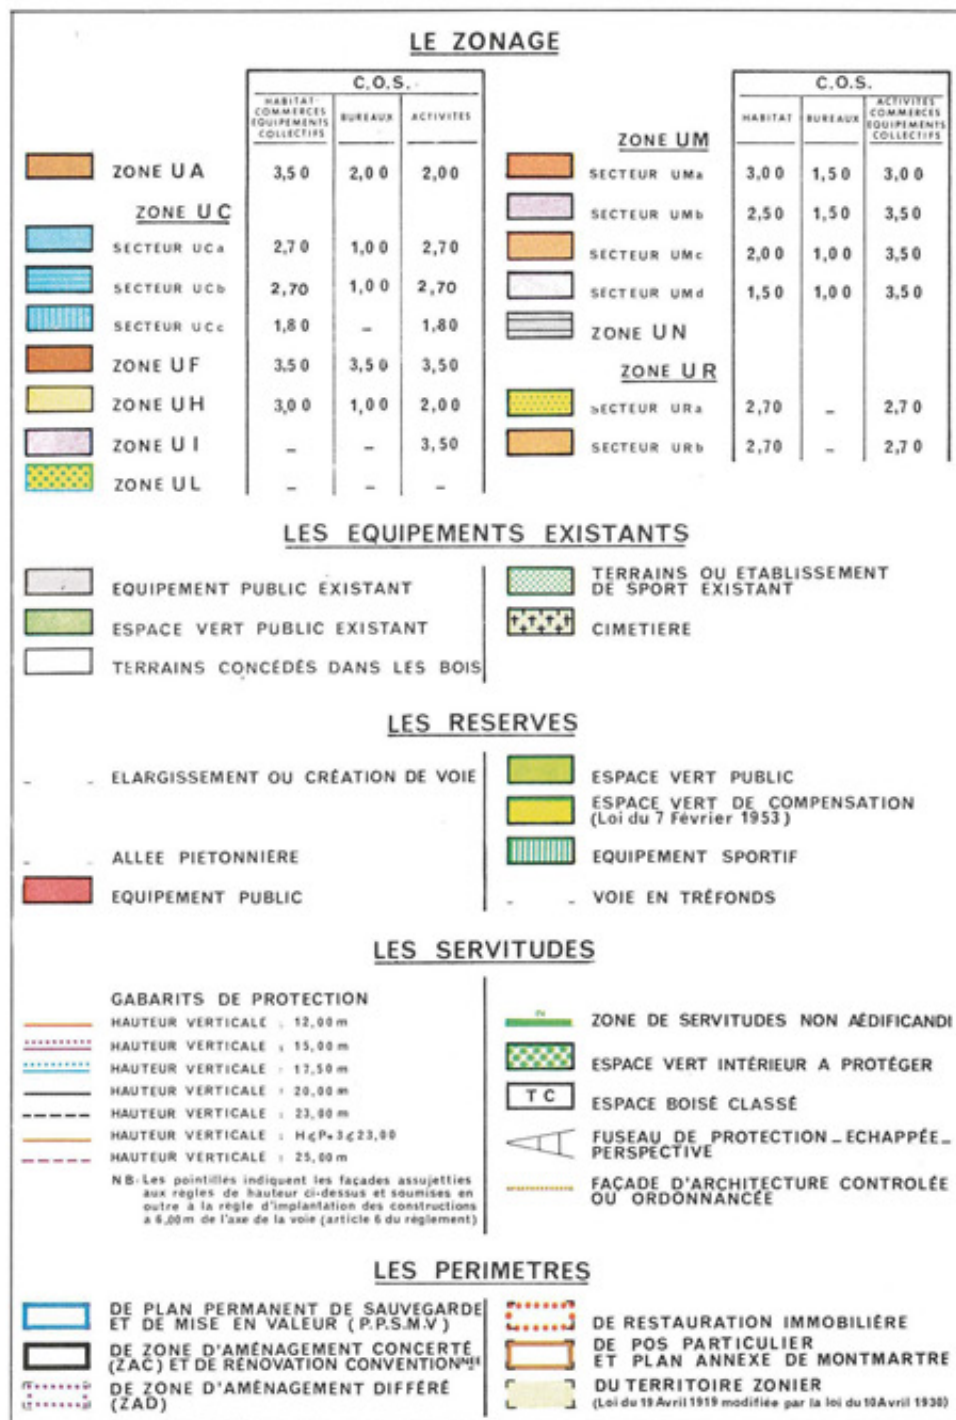 LE ZONAGE
C.O.S.
HABITAT-
COMMERCES
EQUIPEMENTS
COLLECTIFS
BUREAUX
ACTIVITES
ZONE UA 3,50 2,00 2,00
ZONE UC
SECTEUR UCa 2,70 1,00 2,70
SECTEUR UCb 2,70 1,00 2,70
SECTEUR UCc 1,80 – 1,80
ZONE UF 3,50 3,50 3,50
ZONE UH 3,00 1,00 2,00
ZONE UI – – 3,50
ZONE UL – – –
C.O.S.
HABITAT
BUREAUX
ACTIVITES
COMMERCES
EQUIPEMENTS
COLLECTIFS
ZONE UM
SECTEUR UMa 3,00 1,50 3,00
SECTEUR UMb 2,50 1,50 3,50
SECTEUR UMc 2,00 1,00 3,50
SECTEUR UMd 1,50 1,00 3,50
ZONE UN
ZONE UR
SECTEUR URa 2,70 – 2,70
SECTEUR URb 2,70 – 2,70
LES EQUIPEMENTS EXISTANTS
EQUIPEMENT PUBLIC EXISTANT
ESPACE VERT PUBLIC EXISTANT
TERRAINS CONCÉDÉS DANS LES BOIS
TERRAINS OU ETABLISSEMENT
DE SPORT EXISTANT
CIMETIERE
LES RESERVES
ELARGISSEMENT OU CRÉATION DE VOIE
ALLEE PIETONNIÈRE
EQUIPEMENT PUBLIC
ESPACE VERT PUBLIC
ESPACE VERT DE COMPENSATION
(Loi du 7 Février 1953)
EQUIPEMENT SPORTIF
VOIE EN TRÉFONDS
LES SERVITUDES
GABARITS DE PROTECTION
HAUTEUR VERTICALE : 12,00 m
HAUTEUR VERTICALE : 15,00 m
HAUTEUR VERTICALE : 17,50 m
HAUTEUR VERTICALE : 20,00 m
HAUTEUR VERTICALE : 23,00 m
HAUTEUR VERTICALE : H⩽P+3⩽23,00
HAUTEUR VERTICALE : 25,00 m
NB- Les pointillés indiquent les façades assujetties
aux règles de hauteur ci-dessus et soumises en
outre à la règle d'implantation des constructions
a 6,00 m de l'axe de la voie (article 6 du règlement)
ZONE DE SERVITUDES NON AÉDIFICANDI
ESPACE VERT INTÉRIEUR A PROTÉGER
TC
ESPACE BOISÉ CLASSÉ
FUSEAU DE PROTECTION _ ECHAPPÉE _
PERSPECTIVE
FAÇADE D'ARCHITECTURE CONTROLÉE
OU ORDONNANCÉE
LES PERIMETRES
DE PLAN PERMANENT DE SAUVEGARDE
ET DE MISE EN VALEUR (P.P.S.M.V)
DE ZONE D'AMÉNAGEMENT CONCERTÉ
(ZAC) ET DE RÉNOVATION CONVENTIONNÉE
DE ZONE D'AMÉNAGEMENT DIFFÉRÉ
(ZAD)
DE RESTAURATION IMMOBILIÈRE
DE POS PARTICULIER
ET PLAN ANNEXE DE MONTMARTRE
DU TERRITOIRE ZONIER
(Loi du 19 Avril 1919 modifiée par la loi du 10 Avril 1930)